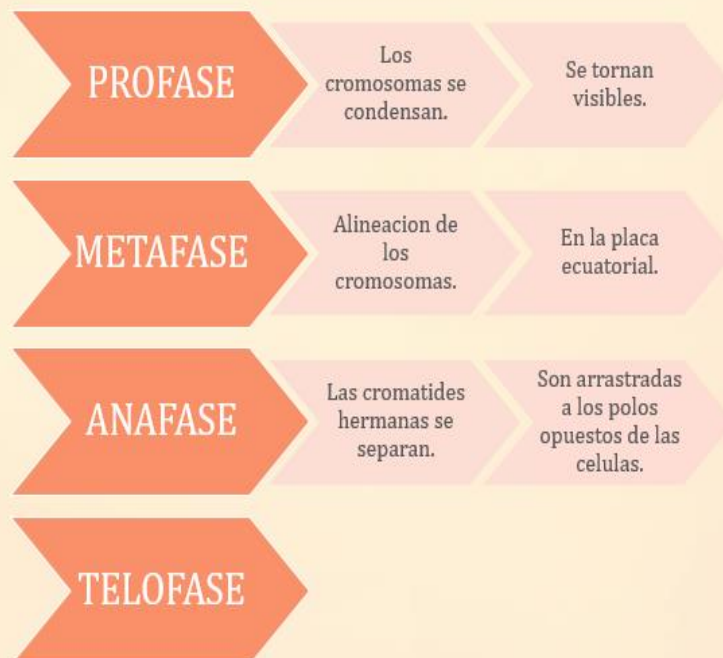 PROFASE
Los
cromosomas se
condensan.
Se tornan
visibles.
METAFASE
Alineacion de
los
cromosomas.
En la placa
ecuatorial.
ANAFASE
Las cromatides
hermanas se
separan.
Son arrastradas
a los polos
opuestos de las
celulas.
TELOFASE